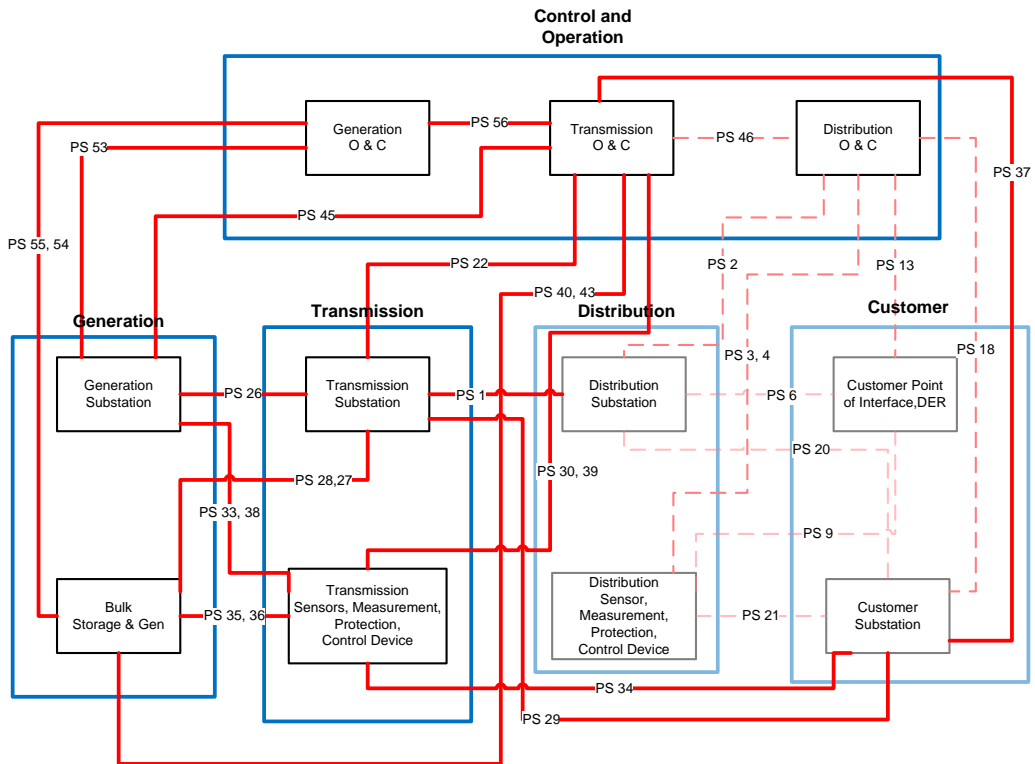 Control and
Operation
Generation
O & C
PS 56
Transmission
O & C
PS 46
Distribution
O & C
PS 53
PS 37
PS 45
PS 55, 54
PS 22
PS 2
PS 13
PS 40, 43
Generation
Transmission
Distribution
Customer
PS 3, 4
PS 18
Generation
Substation
PS 26
Transmission
Substation
PS 1
Distribution
Substation
PS 6
Customer Point
of Interface,DER
PS 20
PS 28,27
PS 30, 39
PS 33, 38
PS 9
Bulk
Storage & Gen
PS 35, 36
Transmission
Sensors, Measurement,
Protection,
Control Device
Distribution
Sensor,
Measurement,
Protection,
Control Device
PS 21
Customer
Substation
PS 34
PS 29